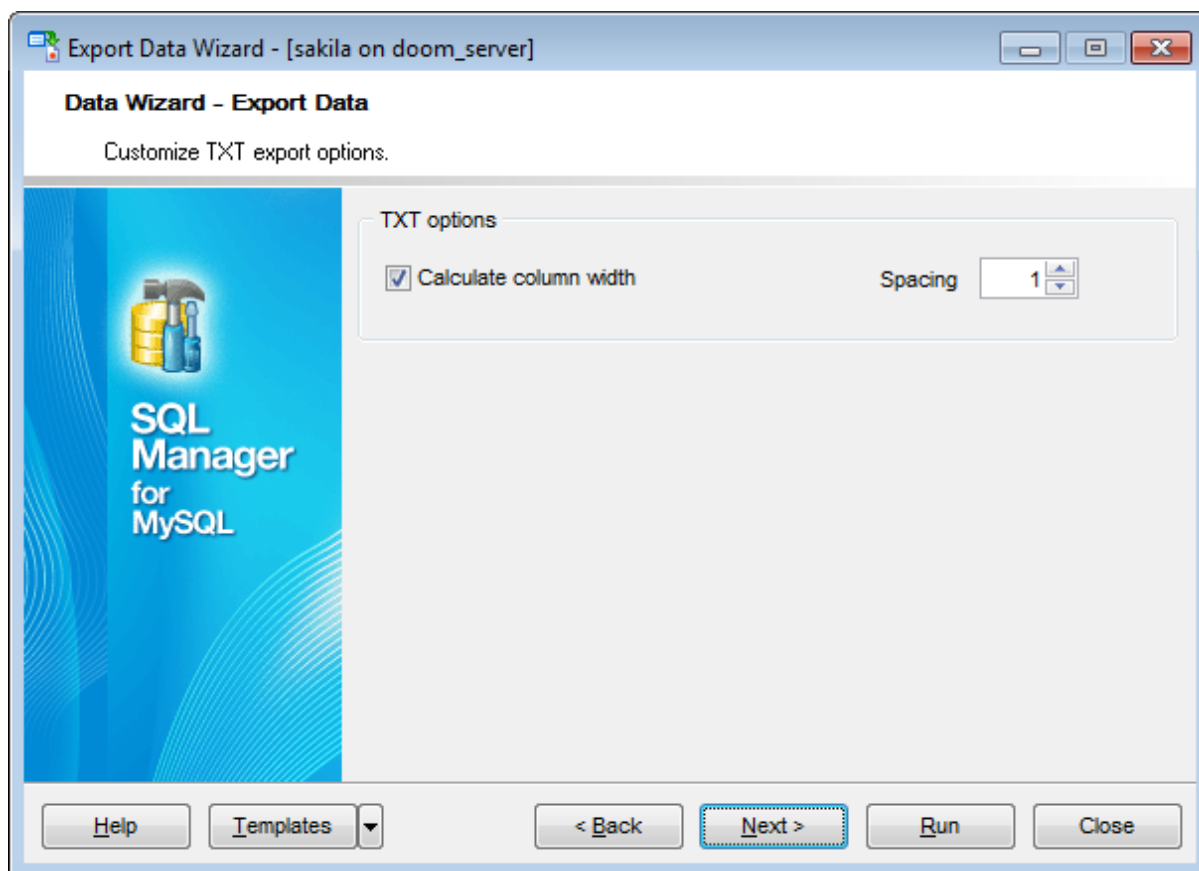 Export Data Wizard - [sakila on doom_server]
Data Wizard - Export Data
Customize TXT export options.
TXT options
Calculate column width
Spacing
1
SQL
Manager
for
MySQL
Help
Templates
< Back
Next >
Run
Close